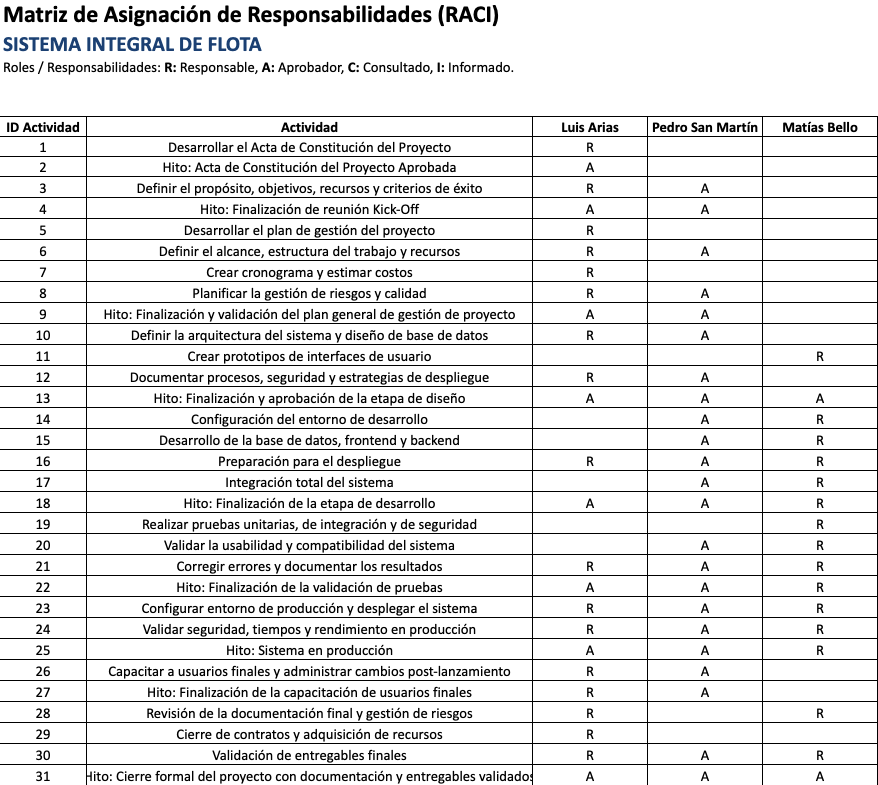 Matriz de Asignación de Responsabilidades (RACI)
SISTEMA INTEGRAL DE FLOTA
Roles / Responsabilidades: R: Responsable, A: Aprobador, C: Consultado, I: Informado.
ID Actividad Actividad Luis Arias Pedro San Martín Matías Bello
1 Desarrollar el Acta de Constitución del Proyecto R
2 Hito: Acta de Constitución del Proyecto Aprobada A
3 Definir el propósito, objetivos, recursos y criterios de éxito R A
4 Hito: Finalización de reunión Kick-Off A A
5 Desarrollar el plan de gestión del proyecto R
6 Definir el alcance, estructura del trabajo y recursos R A
7 Crear cronograma y estimar costos R
8 Planificar la gestión de riesgos y calidad R A
9 Hito: Finalización y validación del plan general de gestión de proyecto A A
10 Definir la arquitectura del sistema y diseño de base de datos R A
11 Crear prototipos de interfaces de usuario R
12 Documentar procesos, seguridad y estrategias de despliegue R A
13 Hito: Finalización y aprobación de la etapa de diseño A A A
14 Configuración del entorno de desarrollo A R
15 Desarrollo de la base de datos, frontend y backend A R
16 Preparación para el despliegue R A R
17 Integración total del sistema A R
18 Hito: Finalización de la etapa de desarrollo A A R
19 Realizar pruebas unitarias, de integración y de seguridad R
20 Validar la usabilidad y compatibilidad del sistema A R
21 Corregir errores y documentar los resultados R A R
22 Hito: Finalización de la validación de pruebas A A R
23 Configurar entorno de producción y desplegar el sistema R A R
24 Validar seguridad, tiempos y rendimiento en producción R A R
25 Hito: Sistema en producción A A R
26 Capacitar a usuarios finales y administrar cambios post-lanzamiento R A
27 Hito: Finalización de la capacitación de usuarios finales R A
28 Revisión de la documentación final y gestión de riesgos R R
29 Cierre de contratos y adquisición de recursos R
30 Validación de entregables finales R A R
31 Hito: Cierre formal del proyecto con documentación y entregables validados A A A